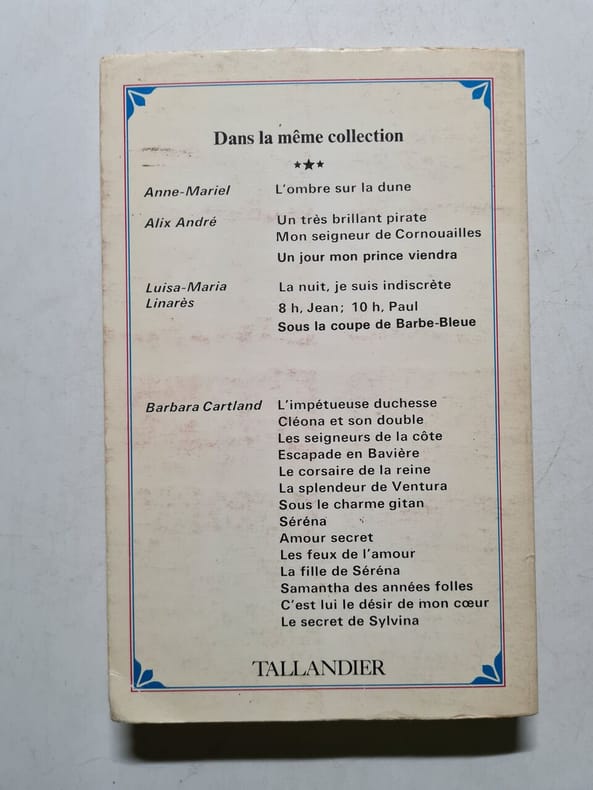 Dans la même collection
Anne-Mariel L'ombre sur la dune
Alix André Un très brillant pirate
Mon seigneur de Cornouailles
Un jour mon prince viendra
Luisa-Maria La nuit, je suis indiscrète
Linarès 8 h, Jean; 10 h, Paul
Sous la coupe de Barbe-Bleue
Barbara Cartland L'impétueuse duchesse
Cléona et son double
Les seigneurs de la côte
Escapade en Bavière
Le corsaire de la reine
La splendeur de Ventura
Sous le charme gitan
Séréna
Amour secret
Les feux de l'amour
La fille de Séréna
Samantha des années folles
C'est lui le désir de mon cœur
Le secret de Sylvina
TALLANDIER